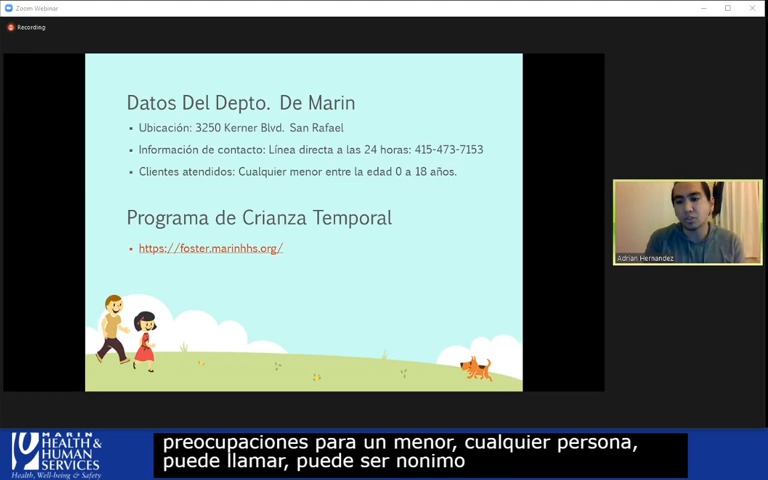 Zoom Webinar
Recording
Datos Del Depto. De Marin
▪ Ubicación: 3250 Kerner Blvd. San Rafael
▪ Información de contacto: Línea directa a las 24 horas: 415-473-7153
▪ Clientes atendidos: Cualquier menor entre la edad 0 a 18 años.
Programa de Crianza Temporal
▪ https://foster.marinhhs.org/
Adrian Hernandez
MARIN
HEALTH &
HUMAN
SERVICES
Health, Well-being & Safety
preocupaciones para un menor, cualquier persona,
puede llamar, puede ser nonimo